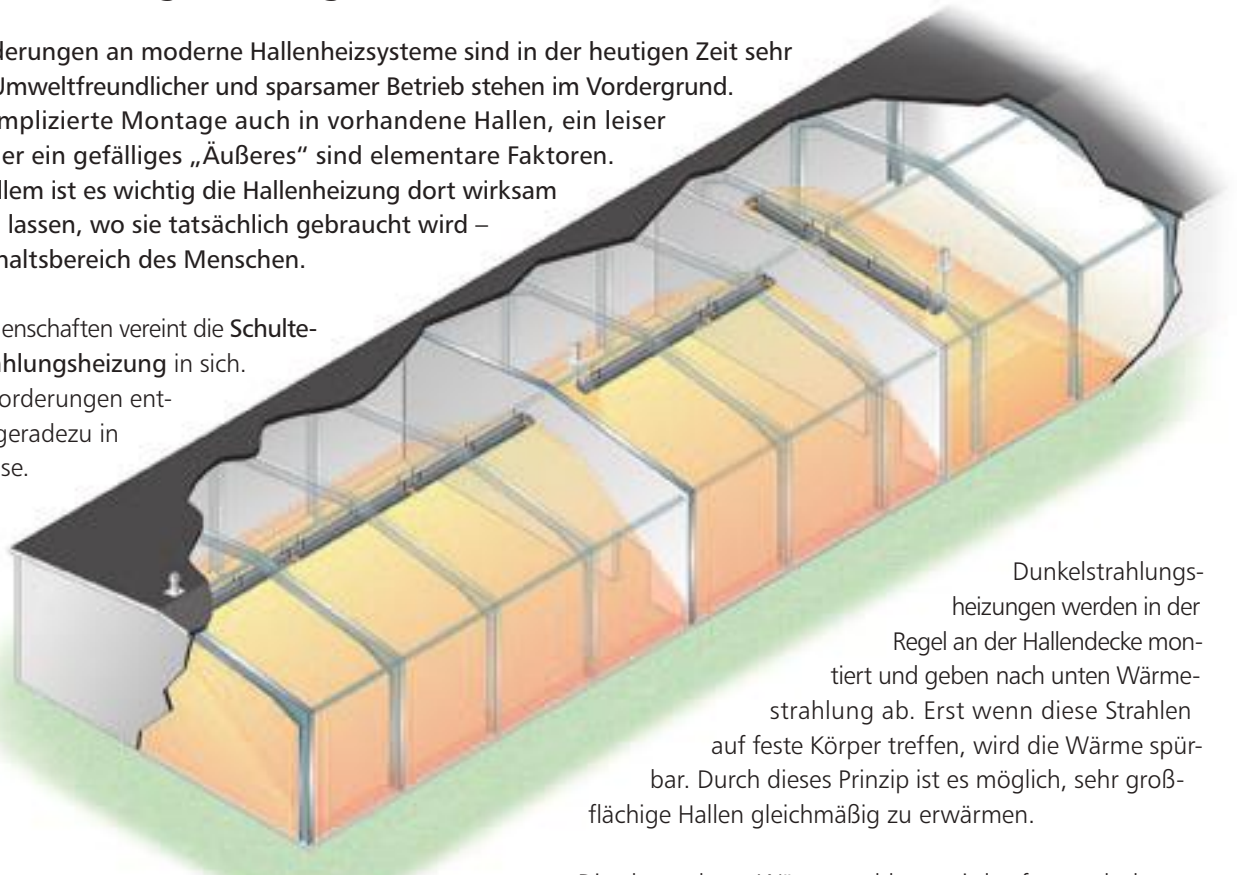 derungen an moderne Hallenheizsysteme sind in der heutigen Zeit sehr
Umweltfreundlicher und sparsamer Betrieb stehen im Vordergrund.
mplizierte Montage auch in vorhandene Hallen, ein leiser
er ein gefälliges „Äußeres“ sind elementare Faktoren.
llem ist es wichtig die Hallenheizung dort wirksam
lassen, wo sie tatsächlich gebraucht wird –
haltsbereich des Menschen.
enschaften vereint die Schulte-
hlungsheizung in sich.
orderungen ent-
geradezu in
se.
Dunkelstrahlungs-
heizungen werden in der
Regel an der Hallendecke mon-
tiert und geben nach unten Wärme-
strahlung ab. Erst wenn diese Strahlen
auf feste Körper treffen, wird die Wärme spür-
bar. Durch dieses Prinzip ist es möglich, sehr groß-
flächige Hallen gleichmäßig zu erwärmen.